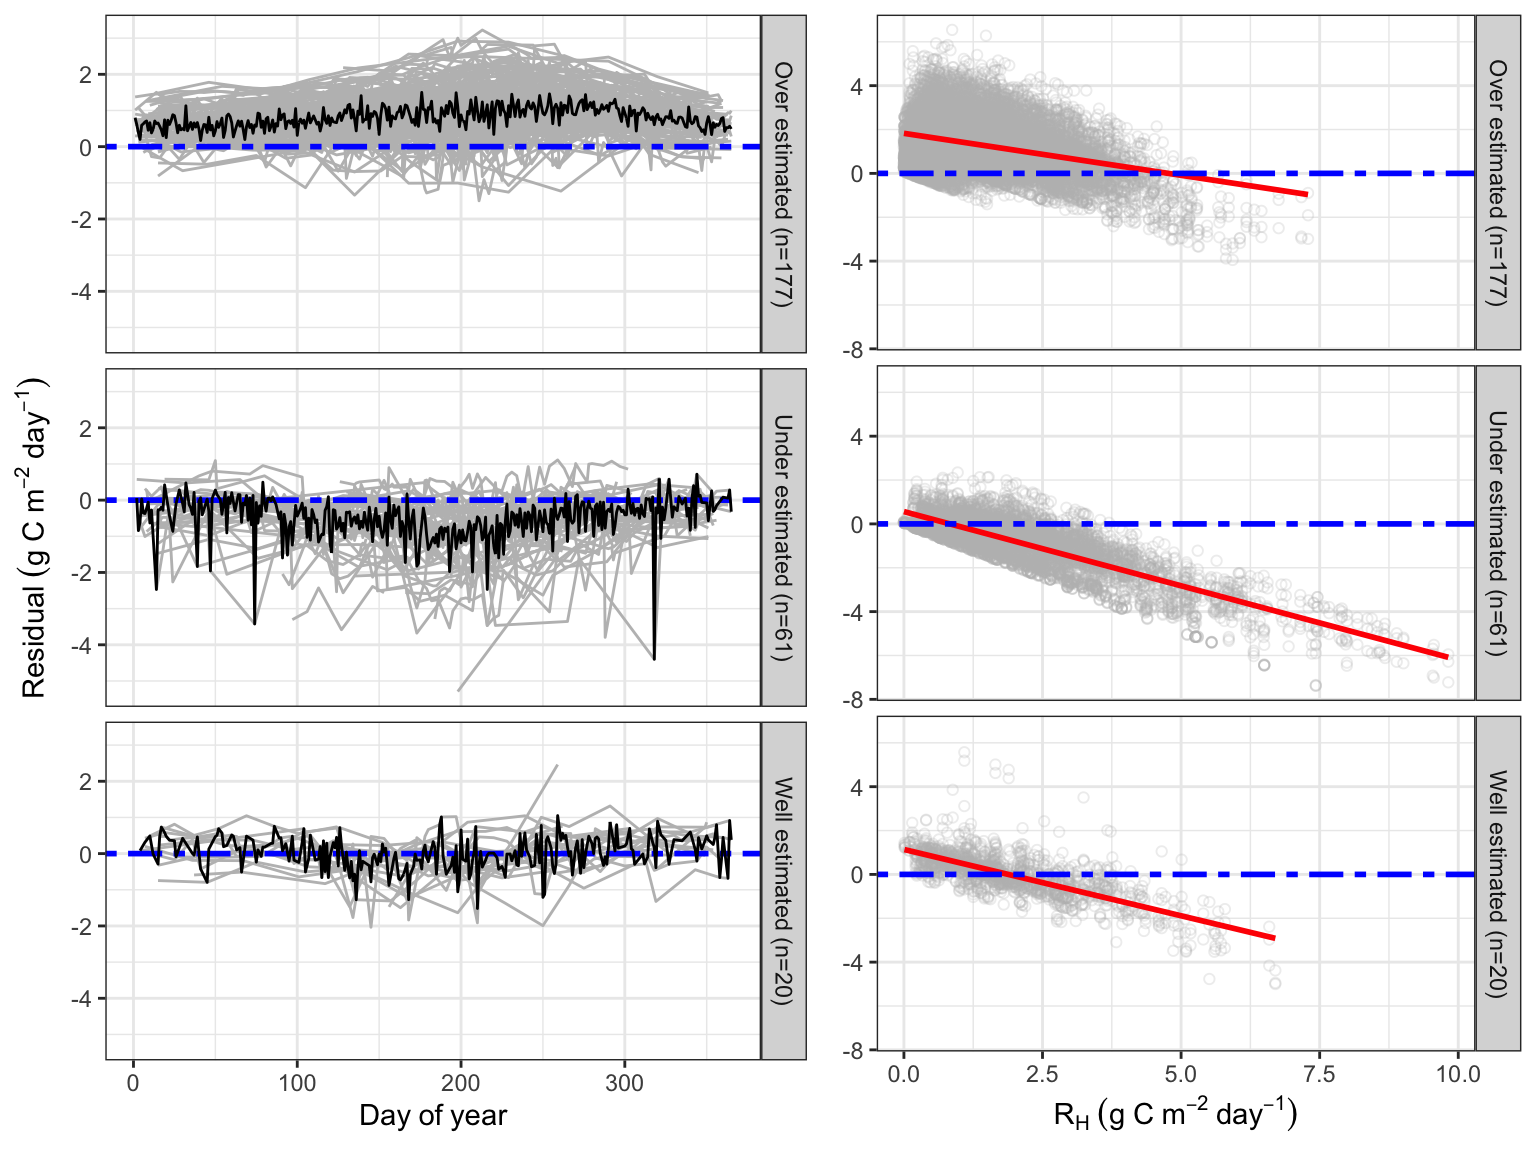 Residual (g C m⁻² day⁻¹)
2
0
-2
-4
Over estimated (n=177)
2
0
-2
-4
Under estimated (n=61)
2
0
-2
-4
Well estimated (n=20)
0 100 200 300
Day of year
4
0
-4
-8
Over estimated (n=177)
4
0
-4
-8
Under estimated (n=61)
4
0
-4
-8
Well estimated (n=20)
0.0 2.5 5.0 7.5 10.0
R_H (g C m⁻² day⁻¹)